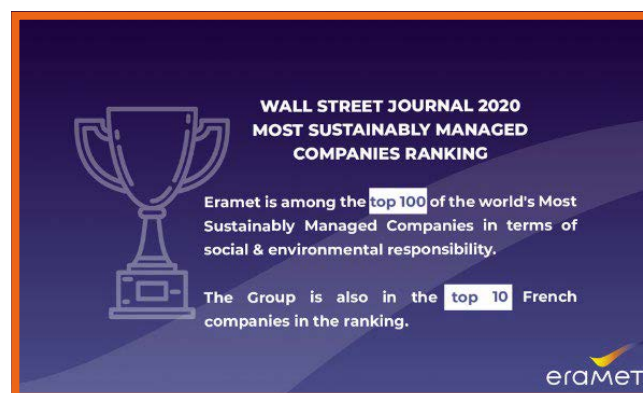 WALL STREET JOURNAL 2020
MOST SUSTAINABLY MANAGED
COMPANIES RANKING
Eramet is among the top 100 of the world's Most
Sustainably Managed Companies in terms of
social & environmental responsibility.
The Group is also in the top 10 French
companies in the ranking.
eramet